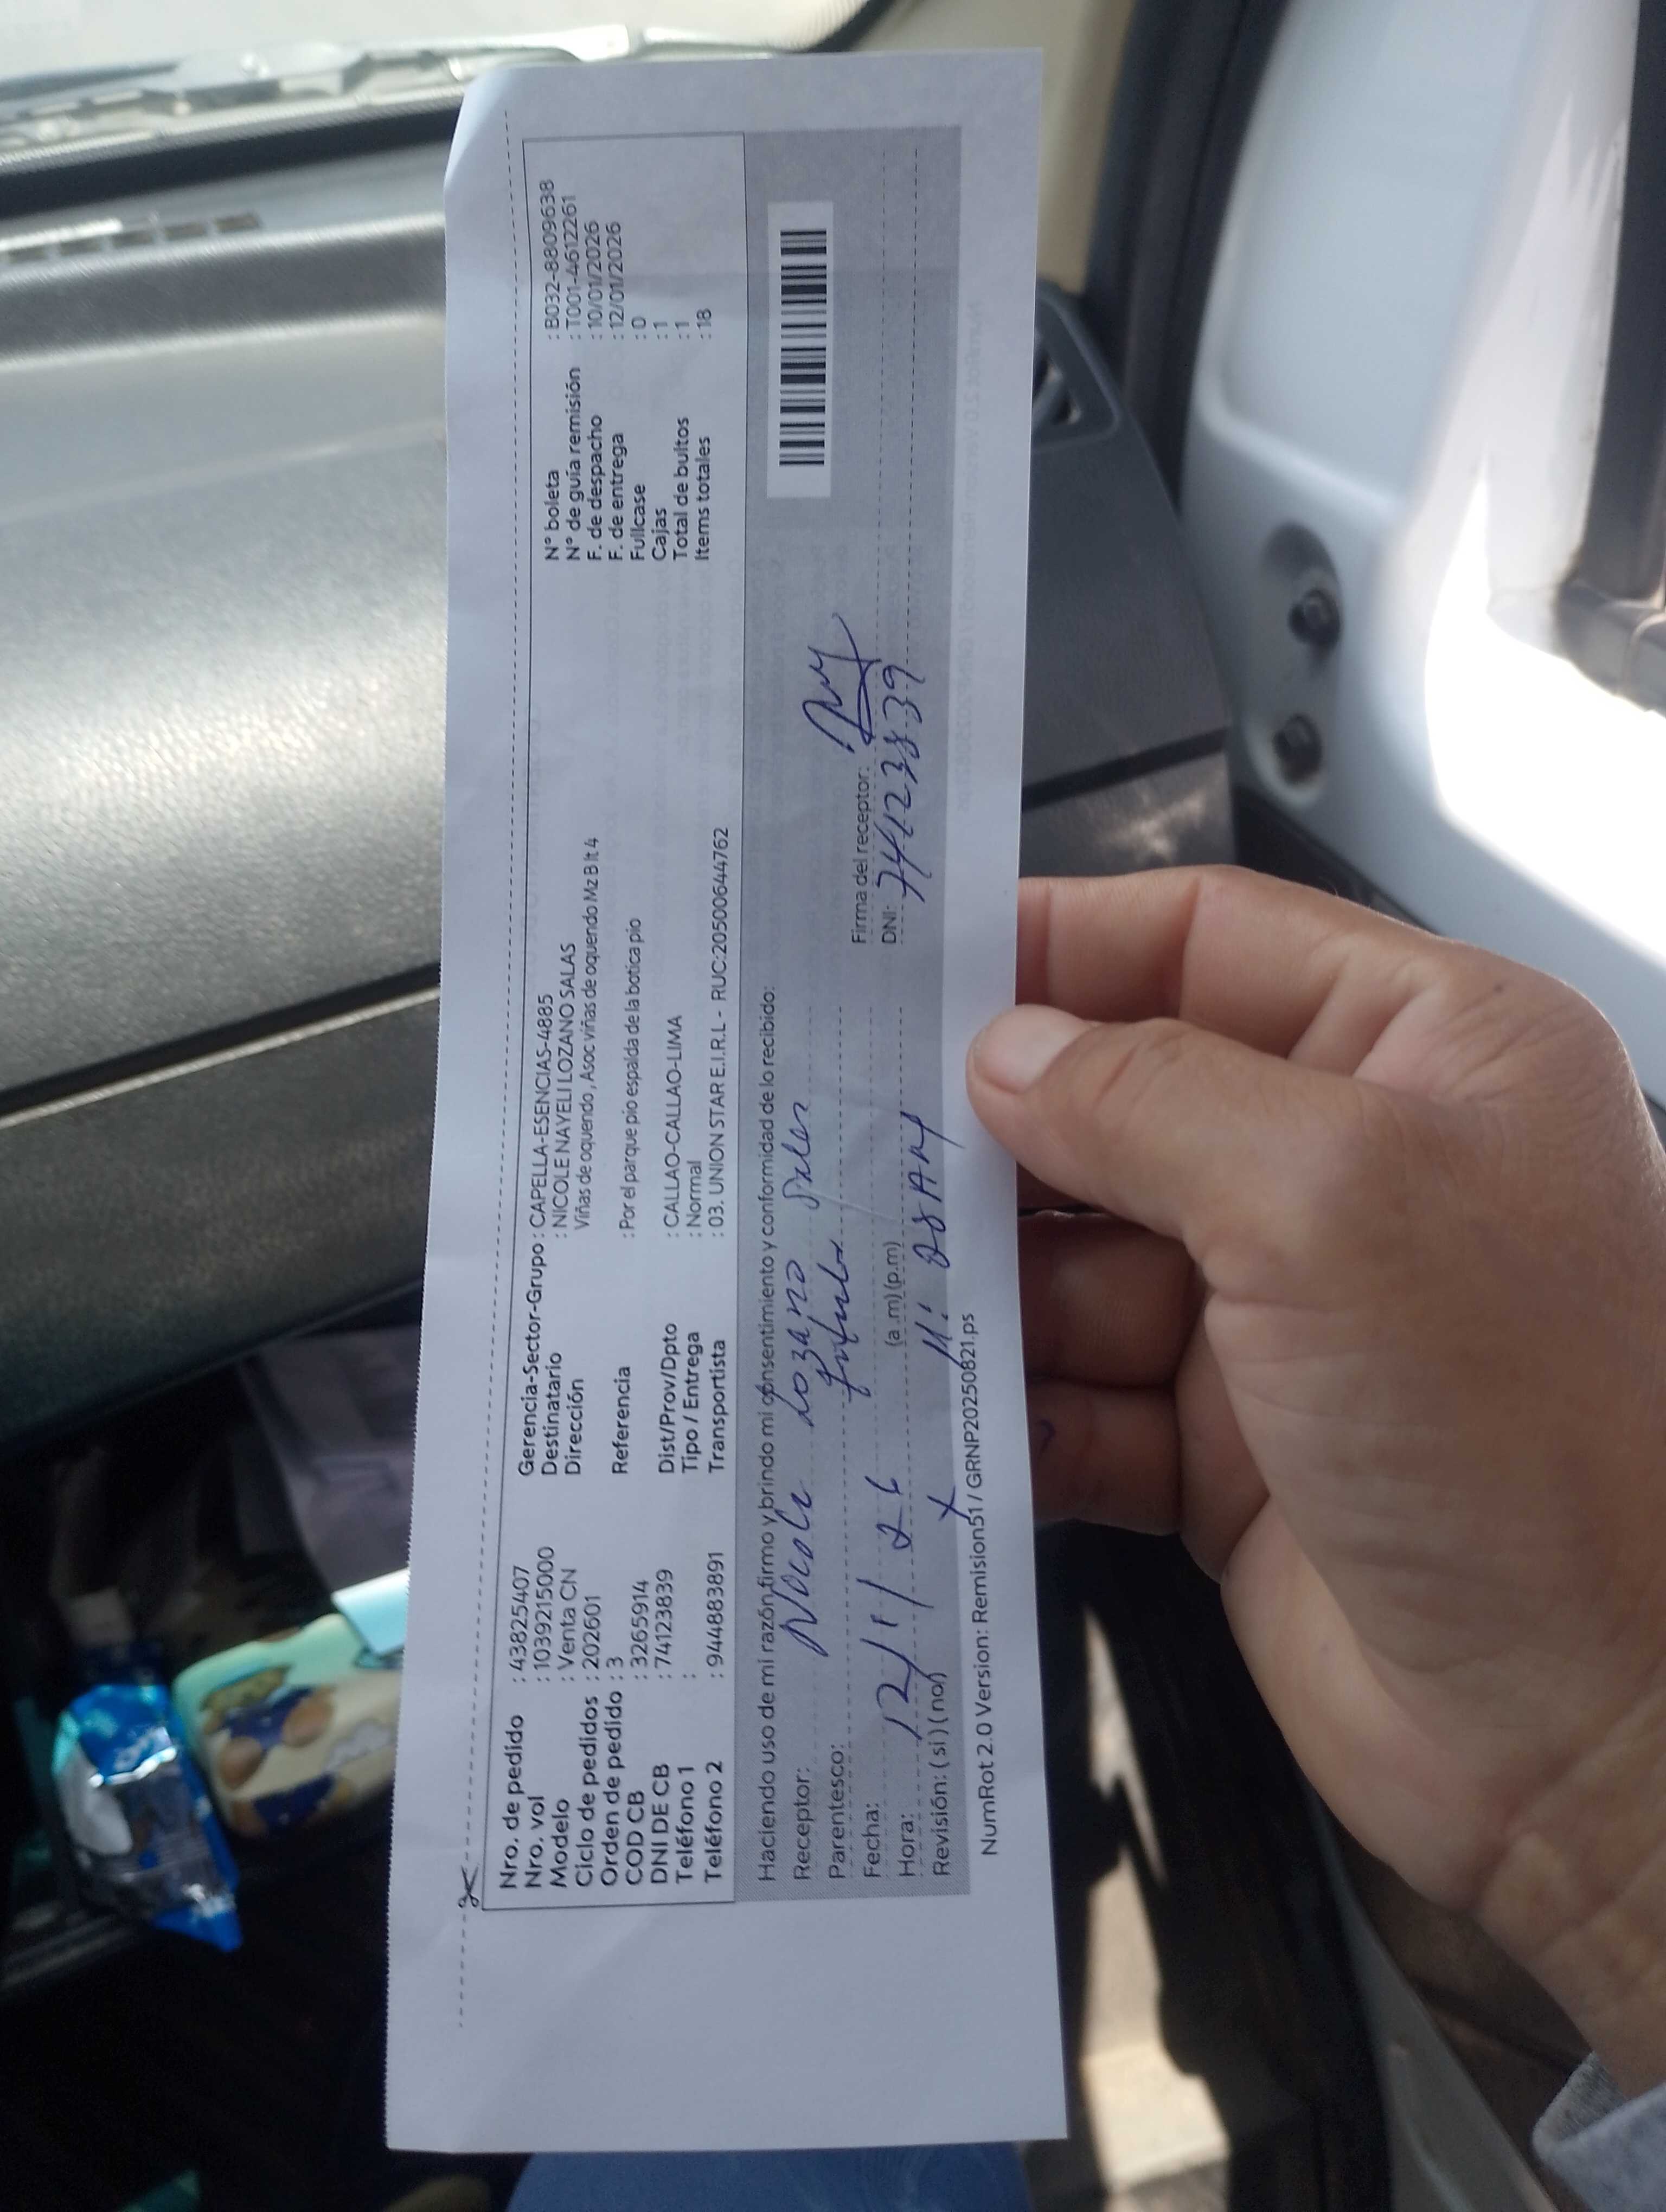 Nro. de pedido : 43825407
Nro. vol : 1039215000
Modelo : Venta CN
Ciclo de pedidos : 202601
Orden de pedido : 3
COD CB : 3265914
DNI DE CB : 74123839
Teléfono 1 :
Teléfono 2 : 944883891
Gerencia-Sector-Grupo : CAPELLA-ESENCIAS-4885
Destinatario : NICOLE NAYELI LOZANO SALAS
Dirección Viñas de oquendo , Asoc viñas de oquendo Mz B lt 4
Referencia : Por el parque pio espalda de la botica pio
Dist/Prov/Dpto : CALLAO-CALLAO-LIMA
Tipo / Entrega : Normal
Transportista : 03. UNION STAR E.I.R.L - RUC:20500644762
N° boleta : B032-8809638
N° de guía remisión : T001-4612261
F. de despacho : 10/01/2026
F. de entrega : 12/01/2026
Fullcase : 0
Cajas : 1
Total de bultos : 1
Items totales : 18
Haciendo uso de mi razón,firmo y brindo mi consentimiento y conformidad de lo recibido:
Receptor: Nicole Lozano Salas
Parentesco:
Fecha: 12/1/26
Hora: (a .m) (p.m) 11:28 AM
Revisión: ( si ) ( no) X
Firma del receptor:
DNI: 74123839
NumRot 2.0 Version: Remision51 / GRNP20250821.ps